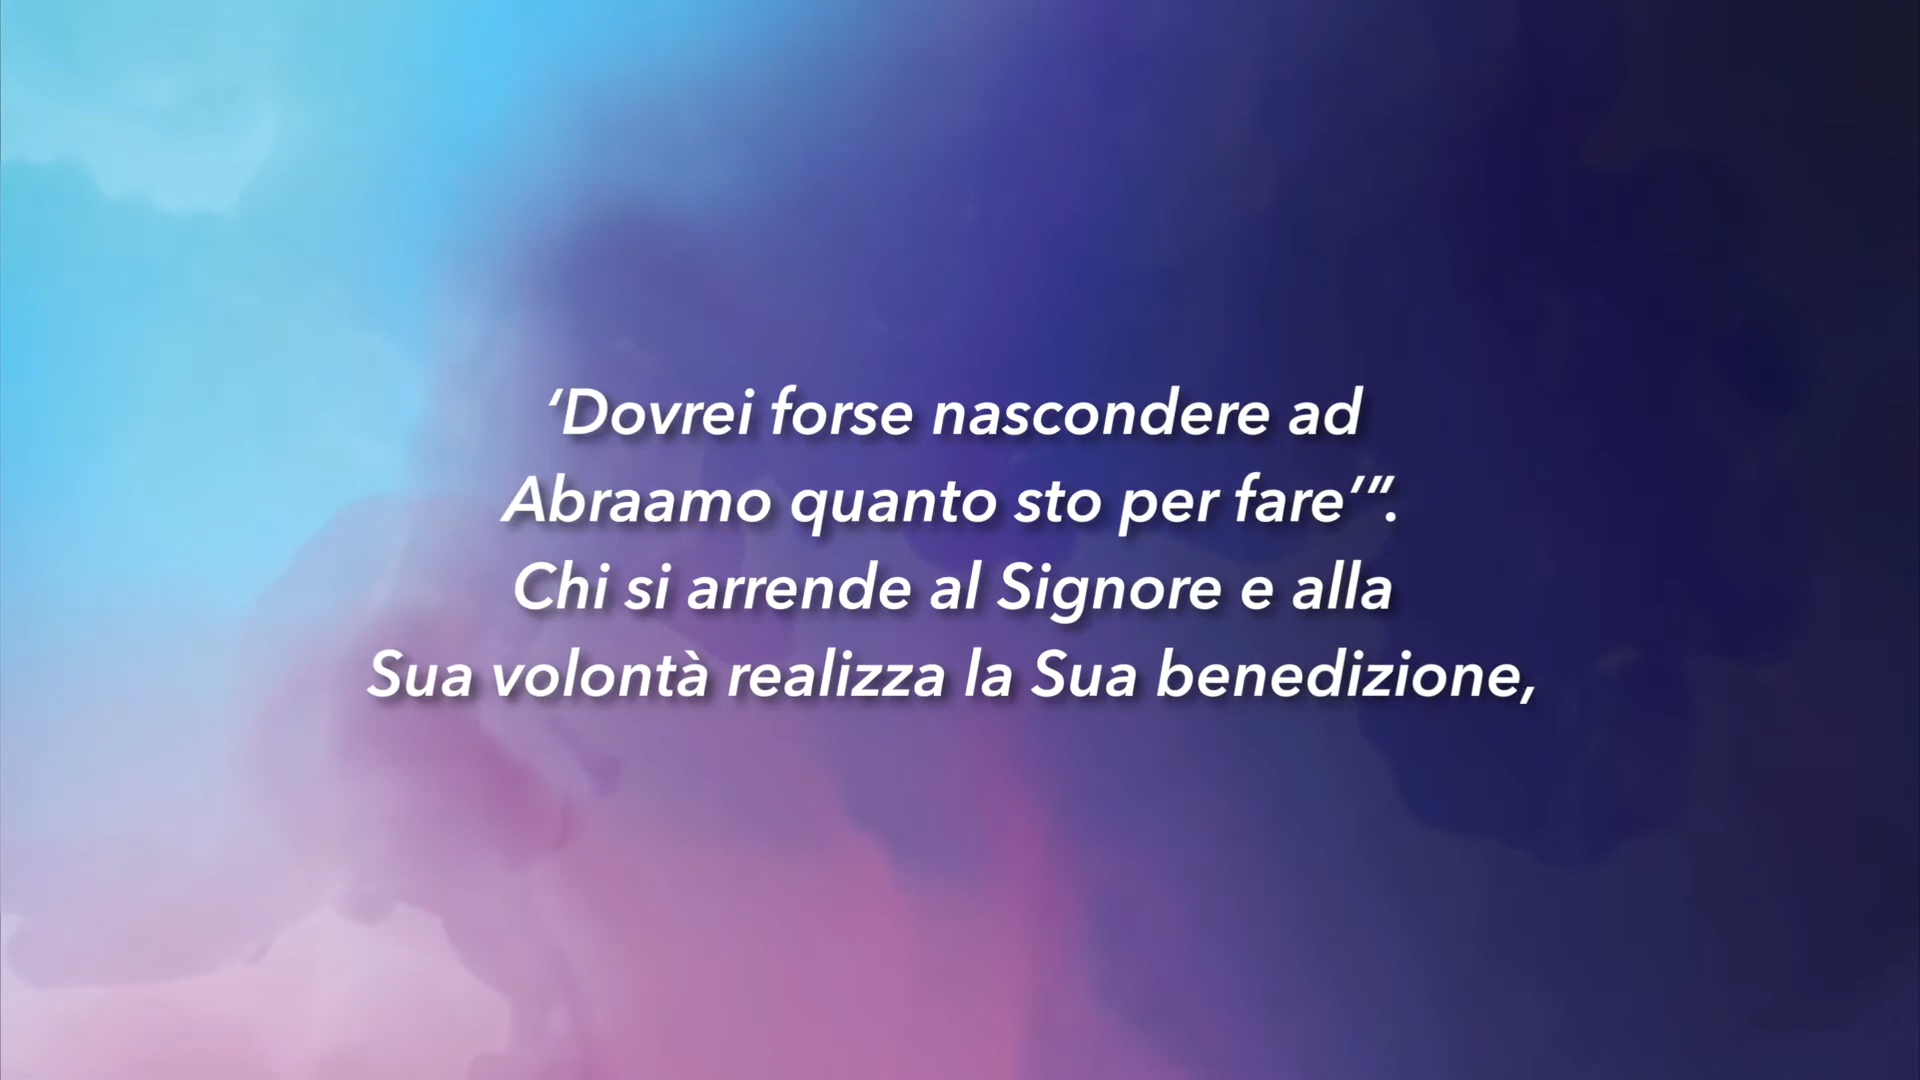 ‘Dovrei forse nascondere ad
Abraamo quanto sto per fare’”.
Chi si arrende al Signore e alla
Sua volontà realizza la Sua benedizione,